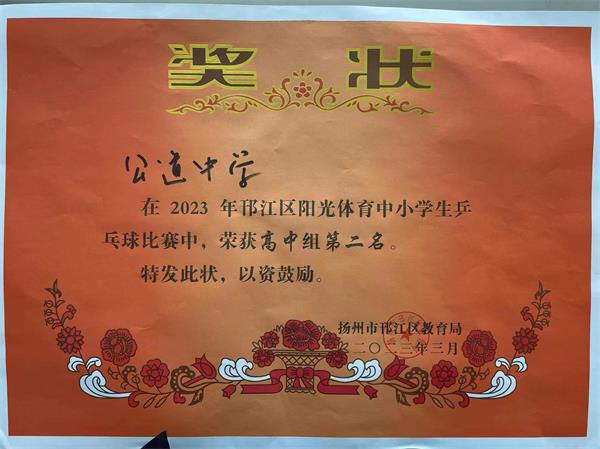 奖状
公道中学
在 2023 年邗江区阳光体育中小学生乒
乓球比赛中，荣获高中组第二名。
特发此状，以资鼓励。
扬州市邗江区教育局
二〇二三年三月